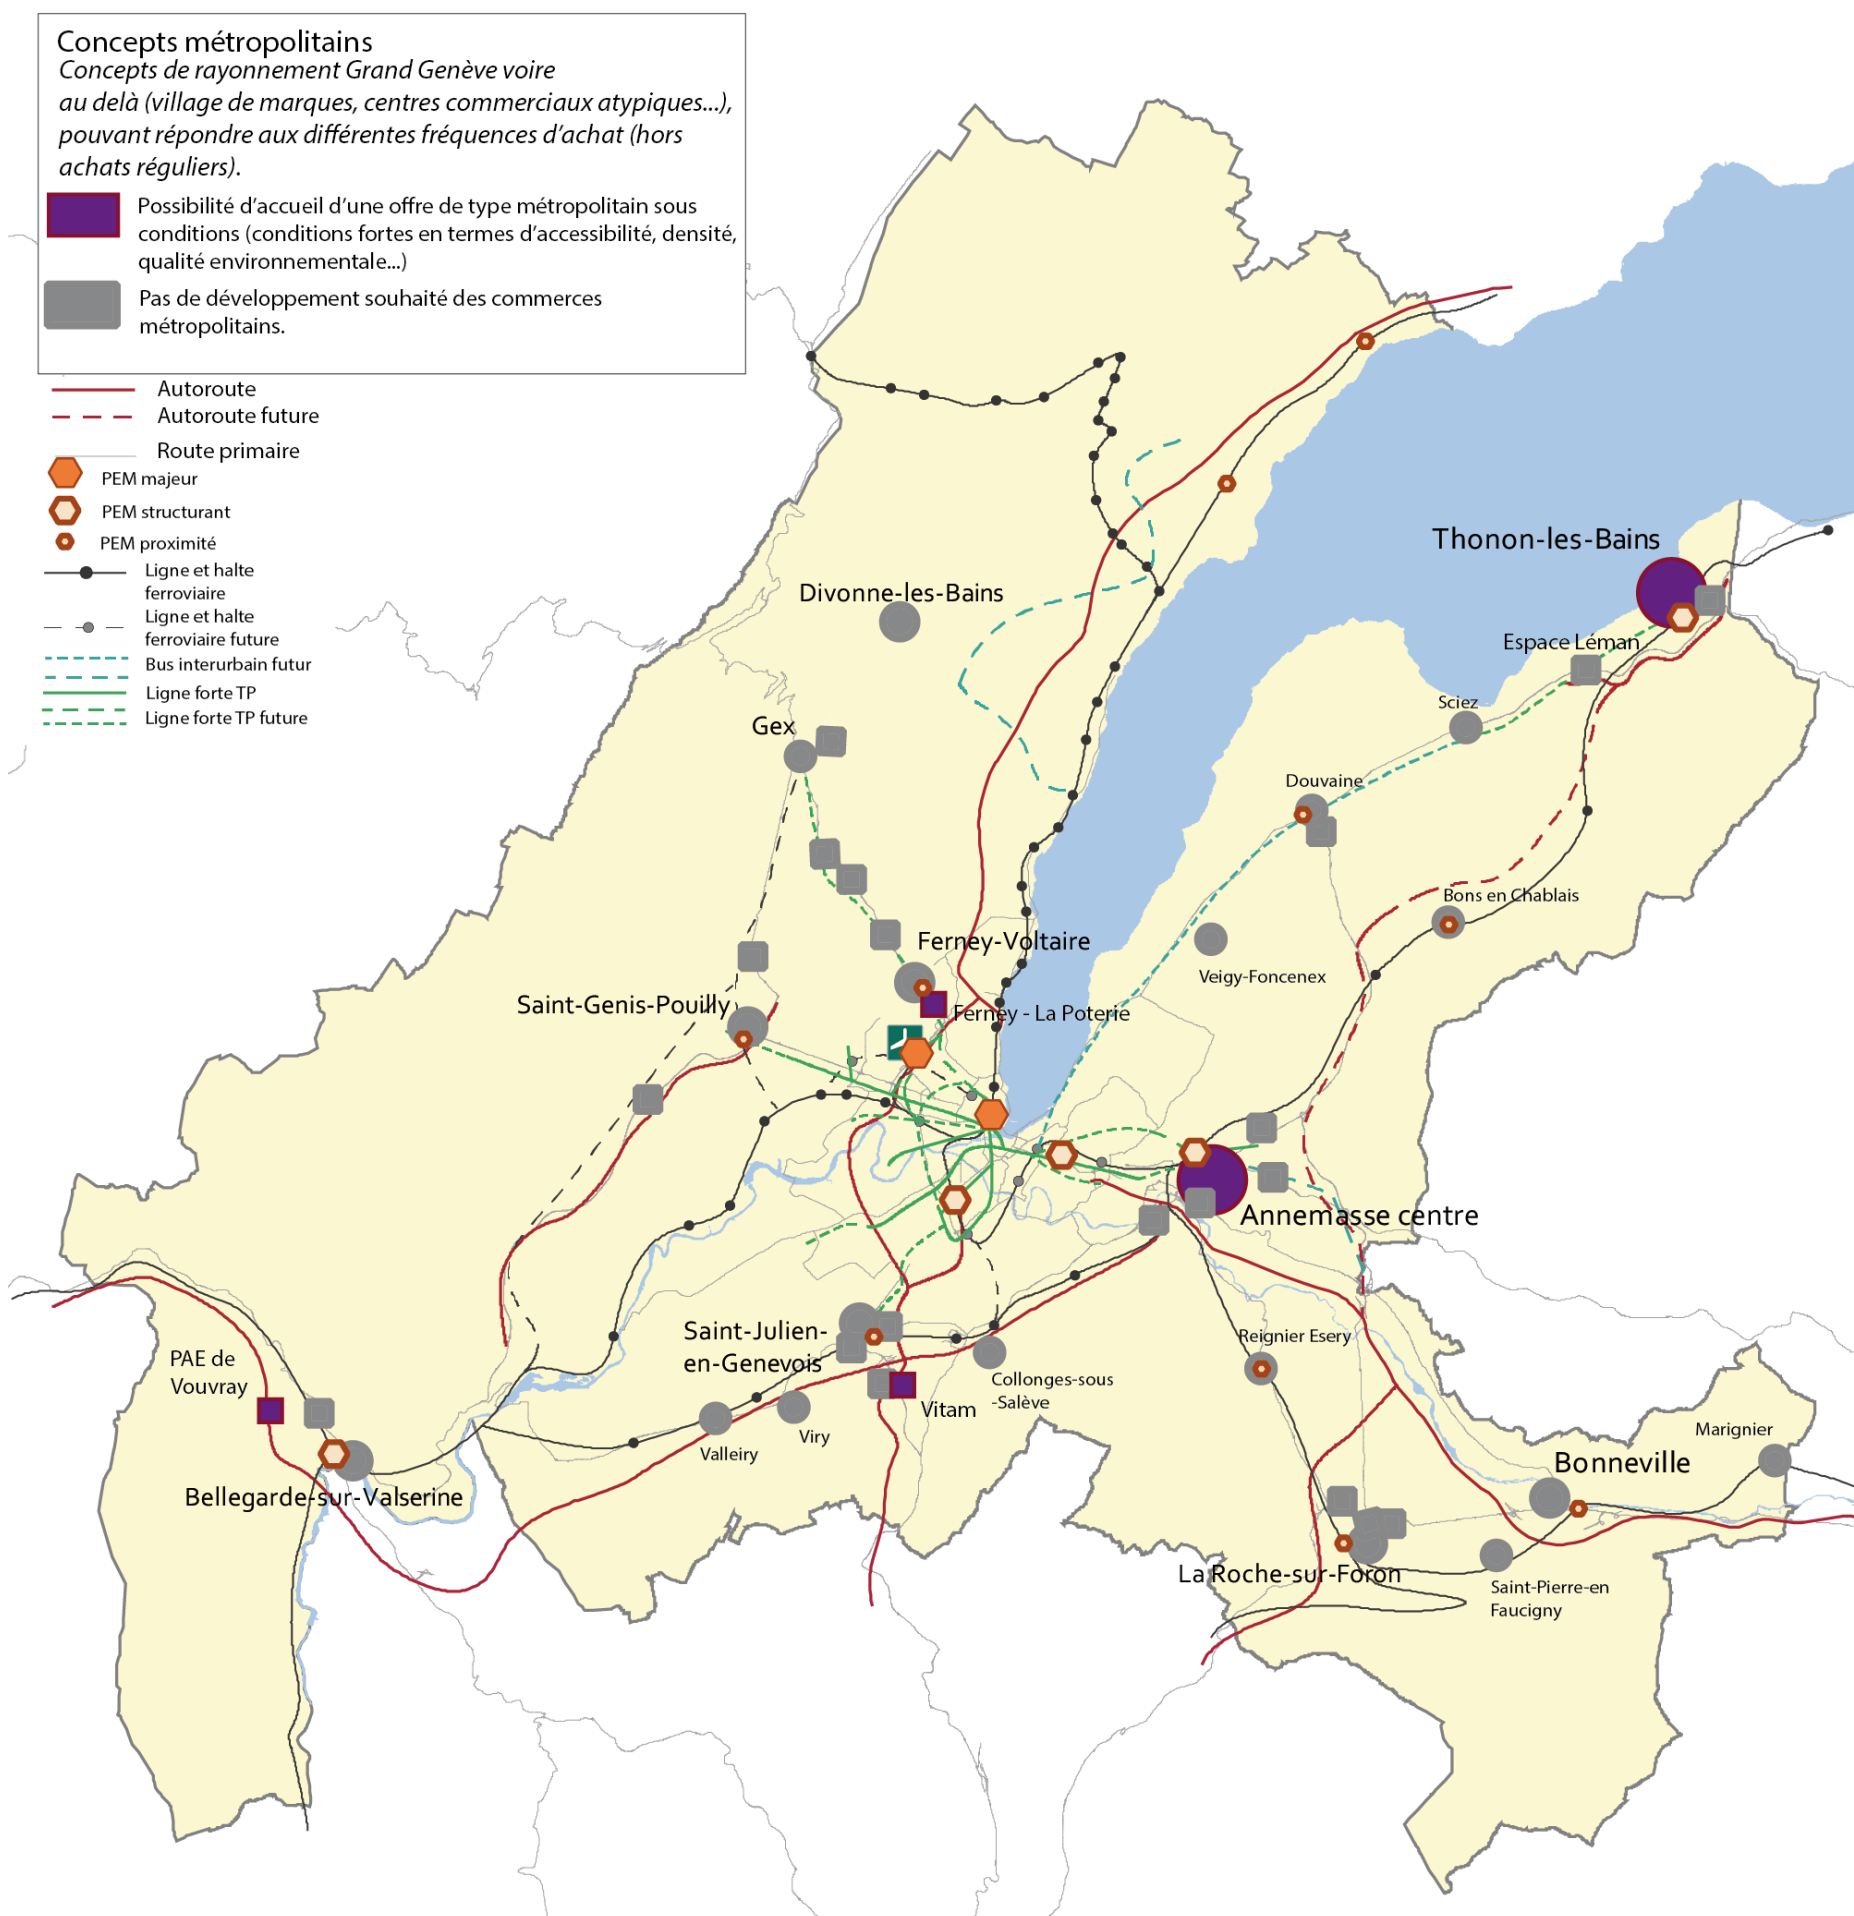 Concepts métropolitains
Concepts de rayonnement Grand Genève voire
au delà (village de marques, centres commerciaux atypiques...),
pouvant répondre aux différentes fréquences d'achat (hors
achats réguliers).
Possibilité d'accueil d'une offre de type métropolitain sous
conditions (conditions fortes en termes d'accessibilité, densité,
qualité environnementale...)
Pas de développement souhaité des commerces
métropolitains.
Autoroute
Autoroute future
Route primaire
PEM majeur
PEM structurant
PEM proximité
Ligne et halte
ferroviaire
Ligne et halte
ferroviaire future
Bus interurbain futur
Ligne forte TP
Ligne forte TP future
Thonon-les-Bains
Divonne-les-Bains
Espace Léman
Sciez
Gex
Douvaine
Bons en Chablais
Ferney-Voltaire
Veigy-Foncenex
Saint-Genis-Pouilly
Ferney - La Poterie
Annemasse centre
Saint-Julien-
en-Genevois
Reignier Esery
PAE de
Vouvray
Collonges-sous
-Salève
Vitam
Viry
Valleiry
Marignier
Bonneville
Bellegarde-sur-Valserine
La Roche-sur-Foron
Saint-Pierre-en
Faucigny